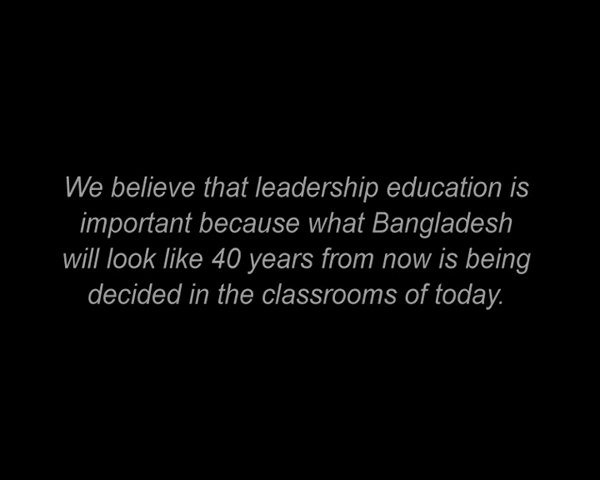 We believe that leadership education is
important because what Bangladesh
will look like 40 years from now is being
decided in the classrooms of today.